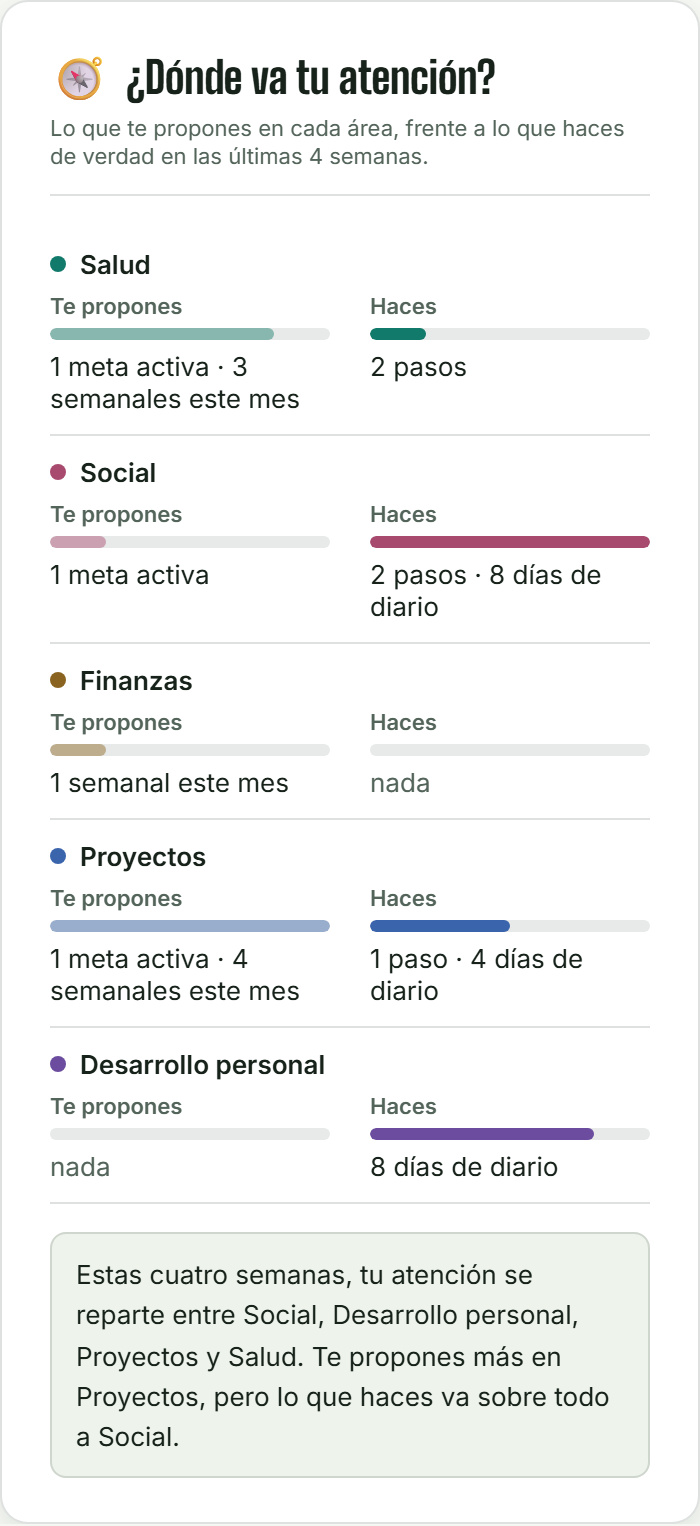 ¿Dónde va tu atención?
Lo que te propones en cada área, frente a lo que haces
de verdad en las últimas 4 semanas.
Salud
Te propones
1 meta activa · 3
semanales este mes
Haces
2 pasos
Social
Te propones
1 meta activa
Haces
2 pasos · 8 días de
diario
Finanzas
Te propones
1 semanal este mes
Haces
nada
Proyectos
Te propones
1 meta activa · 4
semanales este mes
Haces
1 paso · 4 días de
diario
Desarrollo personal
Te propones
nada
Haces
8 días de diario
Estas cuatro semanas, tu atención se
reparte entre Social, Desarrollo personal,
Proyectos y Salud. Te propones más en
Proyectos, pero lo que haces va sobre todo
a Social.